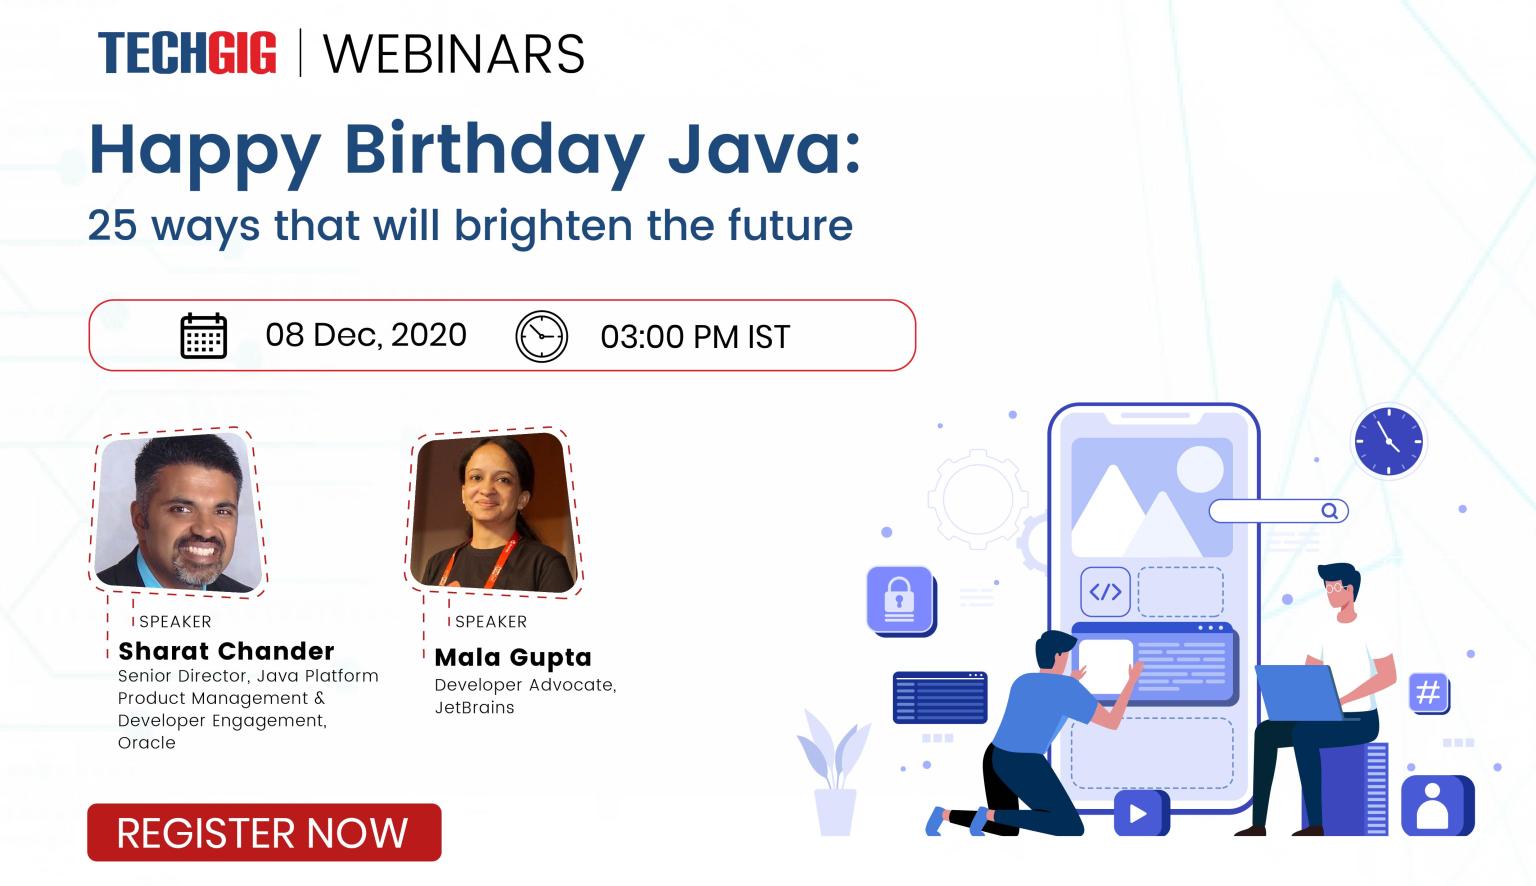 TECHGIG | WEBINARS
Happy Birthday Java:
25 ways that will brighten the future
08 Dec, 2020
03:00 PM IST
SPEAKER
Sharat Chander
Senior Director, Java Platform
Product Management &
Developer Engagement,
Oracle
SPEAKER
Mala Gupta
Developer Advocate,
JetBrains
</>
#
REGISTER NOW